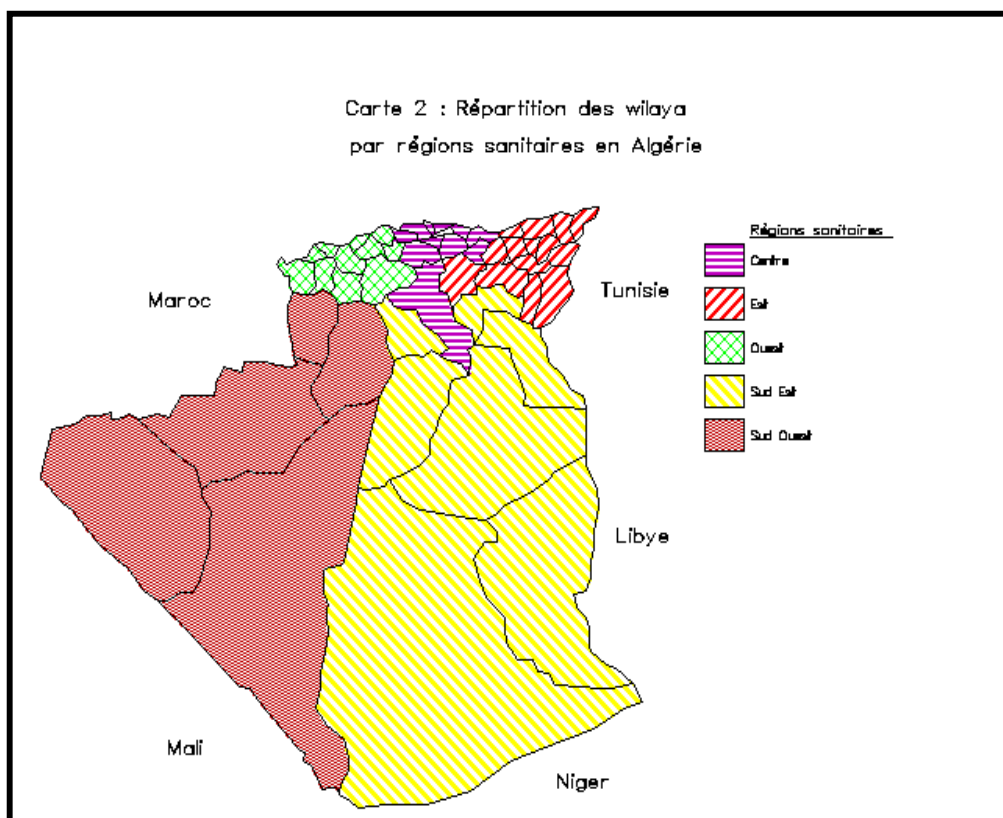 Carte 2 : Répartition des wilaya
par régions sanitaires en Algérie
Régions sanitaires
Centre
Est
Ouest
Sud Est
Sud Ouest
Maroc
Tunisie
Libye
Mali
Niger